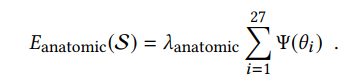 E_anatomic(𝒮) = λ_anatomic ∑_{i=1}^{27} Ψ(θ_i) .